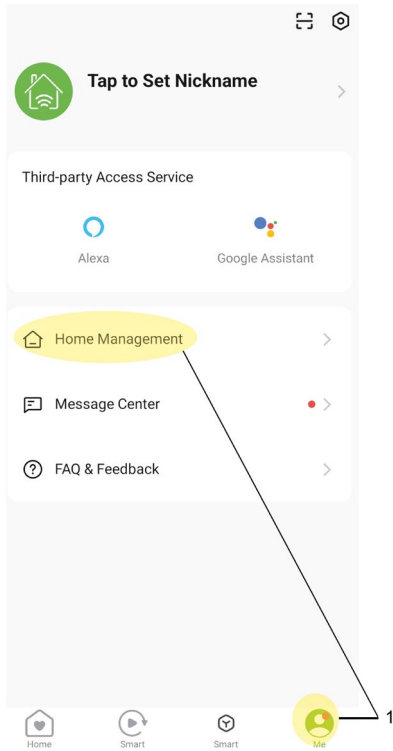 Tap to Set Nickname
Third-party Access Service
Alexa Google Assistant
Home Management
Message Center
FAQ & Feedback
1
Home Smart Smart Me